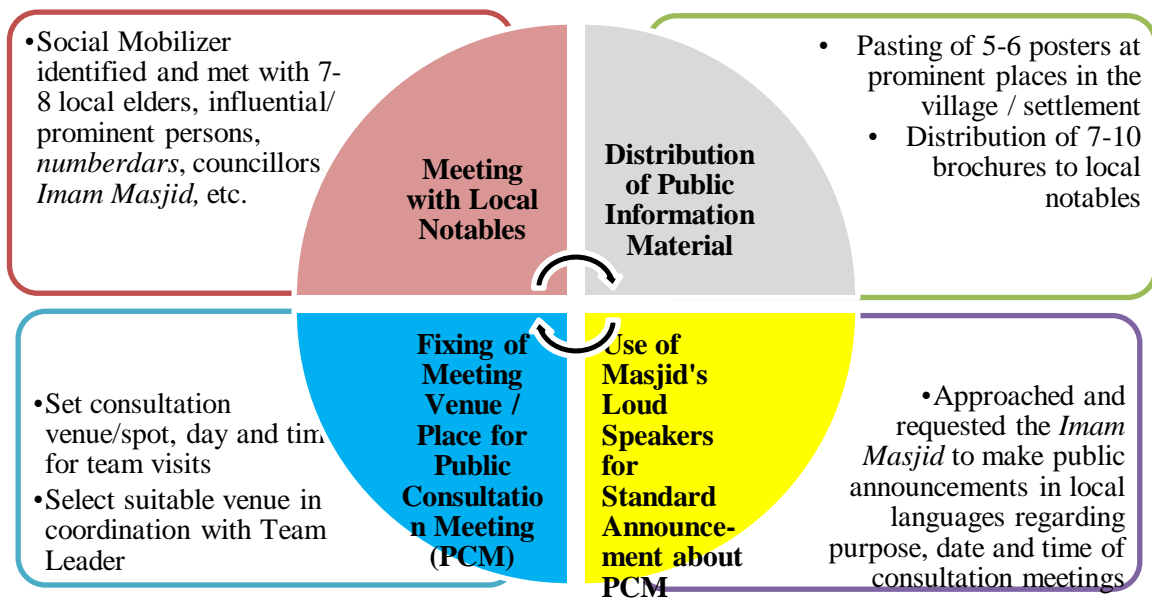 •Social Mobilizer
identified and met with 7-
8 local elders, influential/
prominent persons,
numberdars, councillors
Imam Masjid, etc.
Meeting
with Local
Notables
Distribution
of Public
Information
Material
• Pasting of 5-6 posters at
prominent places in the
village / settlement
• Distribution of 7-10
brochures to local
notables
•Set consultation
venue/spot, day and tim
for team visits
•Select suitable venue in
coordination with Team
Leader
Fixing of
Meeting
Venue /
Place for
Public
Consultatio
n Meeting
(PCM)
Use of
Masjid's
Loud
Speakers
for
Standard
Announce-
ment about
PCM
•Approached and
requested the Imam
Masjid to make public
announcements in local
languages regarding
purpose, date and time of
consultation meetings